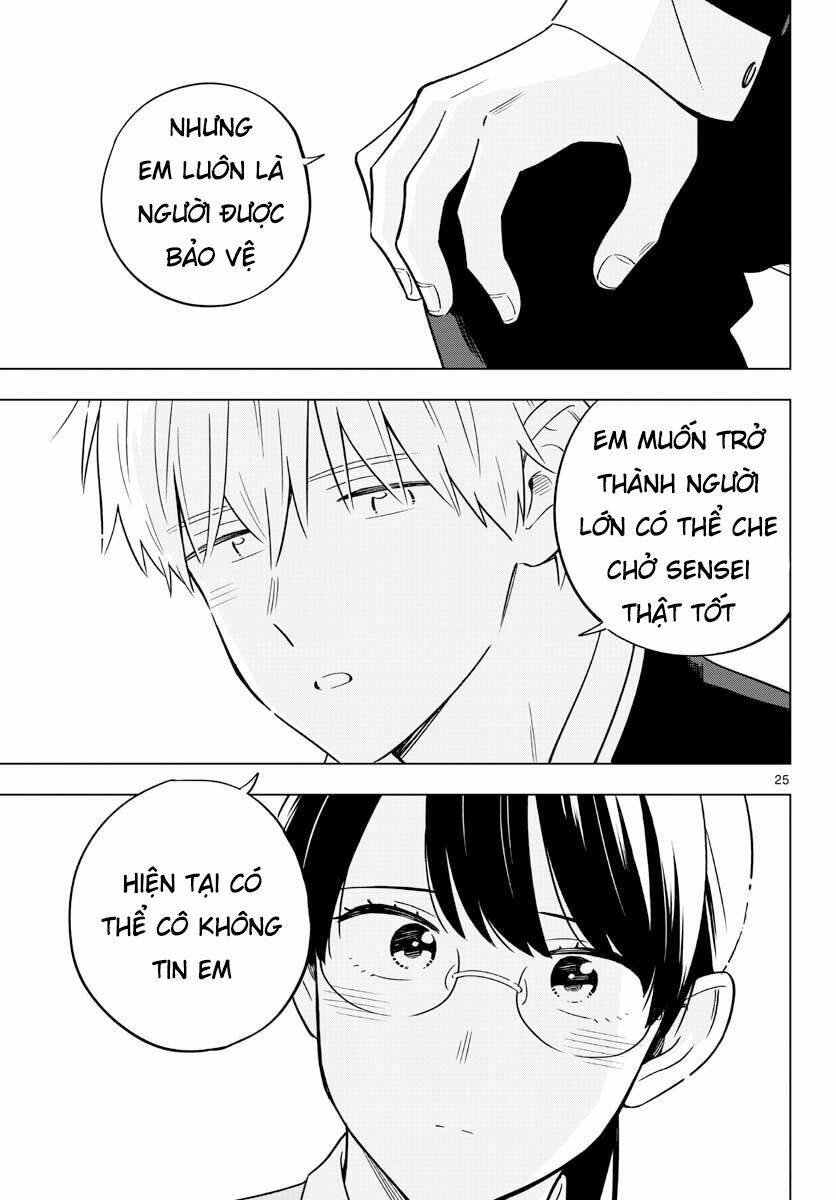 NHƯNG
EM LUÔN LÀ
NGƯỜI ĐƯỢC
BẢO VỆ
EM MUỐN TRỞ
THÀNH NGƯỜI
LỚN CÓ THỂ CHE
CHỞ SENSEI
THẬT TỐT
25
HIỆN TẠI CÓ
THỂ CÔ KHÔNG
TIN EM